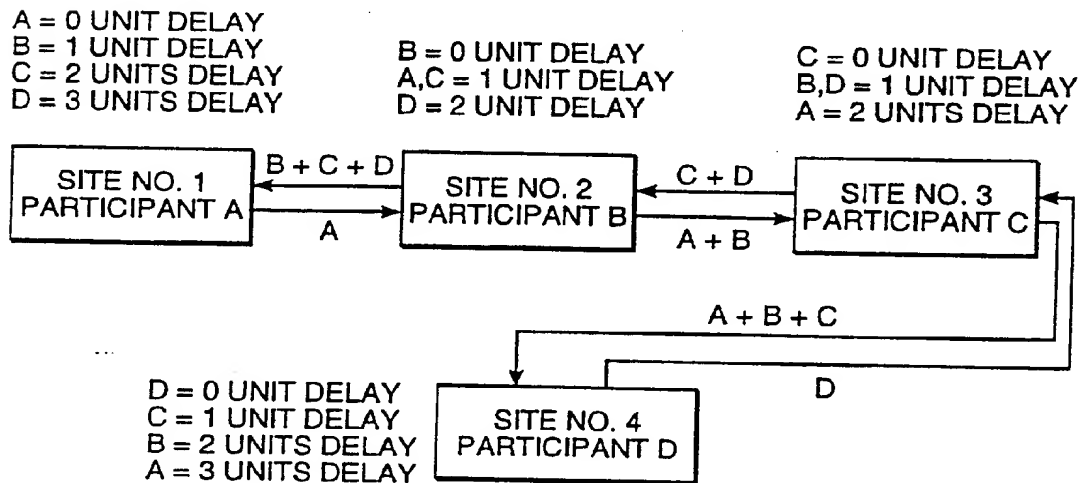 A = 0 UNIT DELAY
B = 1 UNIT DELAY
C = 2 UNITS DELAY
D = 3 UNITS DELAY
B = 0 UNIT DELAY
A,C = 1 UNIT DELAY
D = 2 UNIT DELAY
C = 0 UNIT DELAY
B,D = 1 UNIT DELAY
A = 2 UNITS DELAY
SITE NO. 1
PARTICIPANT A
B + C + D
A
SITE NO. 2
PARTICIPANT B
C + D
A + B
SITE NO. 3
PARTICIPANT C
A + B + C
D
D = 0 UNIT DELAY
C = 1 UNIT DELAY
B = 2 UNITS DELAY
A = 3 UNITS DELAY
SITE NO. 4
PARTICIPANT D